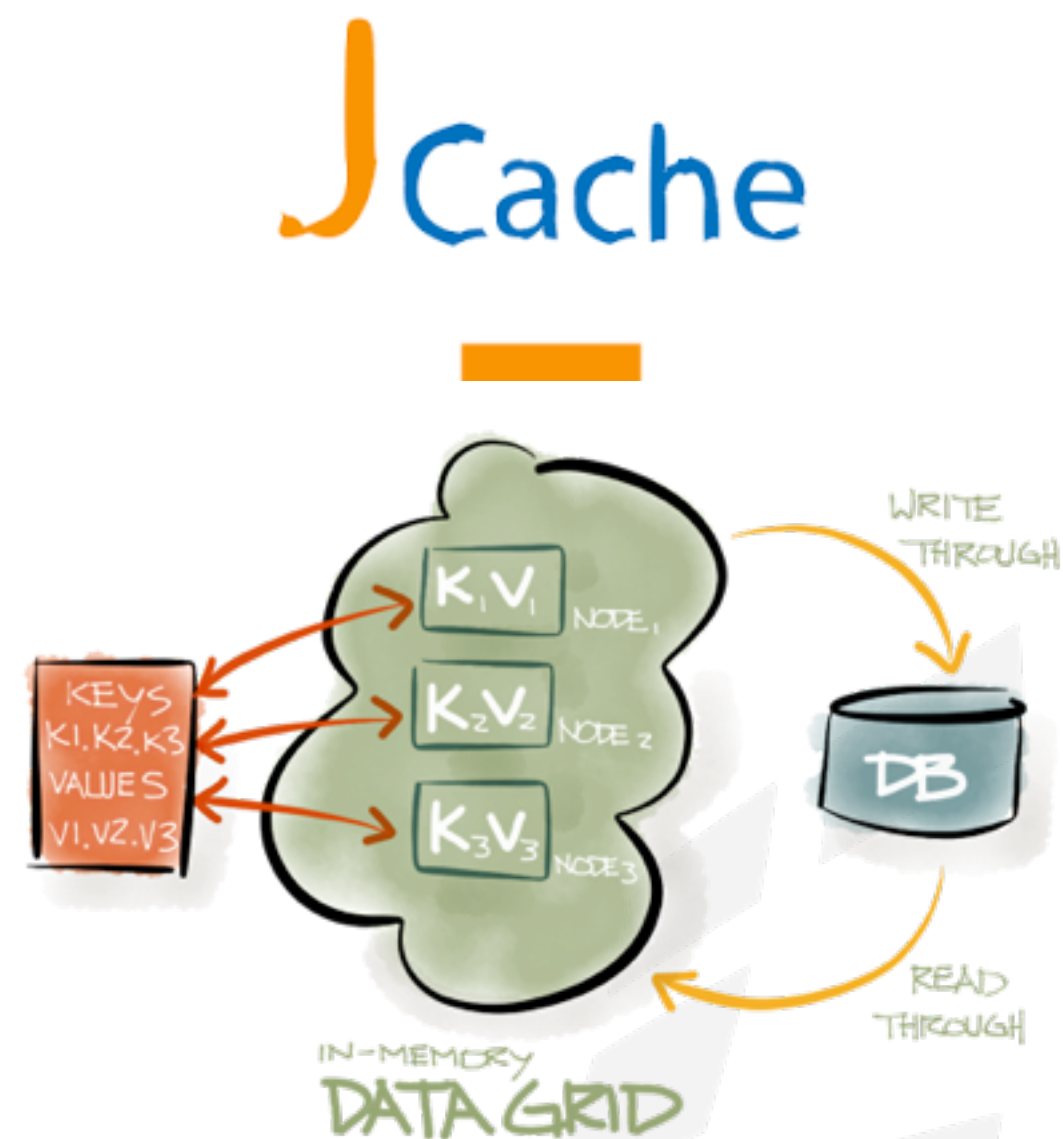 JCache
WRITE
THROUGH
K1V1
NODE1
KEYS
K1.K2.K3
VALUES
V1.V2.V3
K2V2
NODE2
DB
K3V3
NODE3
READ
THROUGH
IN-MEMORY
DATA GRID